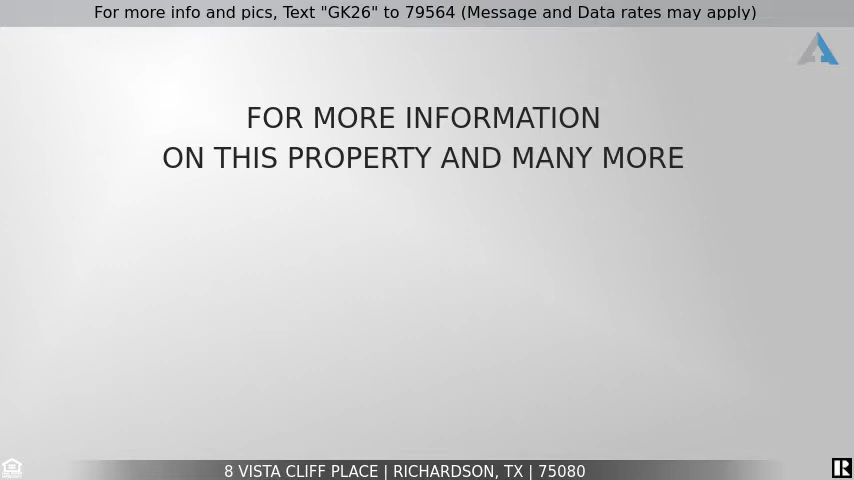 For more info and pics, Text "GK26" to 79564 (Message and Data rates may apply)
FOR MORE INFORMATION
ON THIS PROPERTY AND MANY MORE
8 VISTA CLIFF PLACE | RICHARDSON, TX | 75080